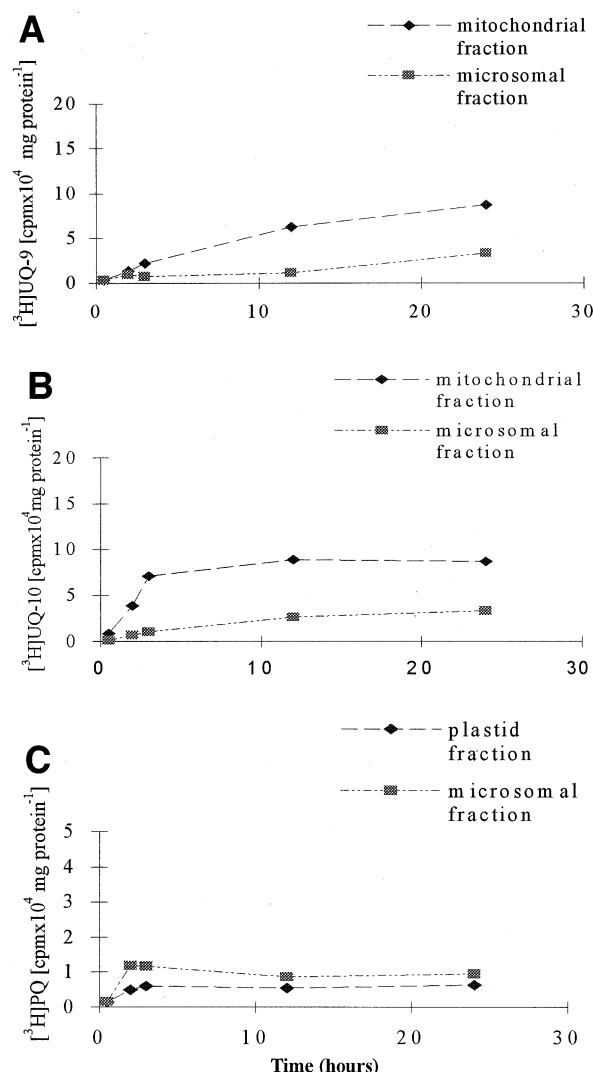 A
mitochondrial
fraction
microsomal
fraction
[³H]UQ-9 [cpmx10⁴ mg protein⁻¹]
20
15
10
5
0
0 10 20 30
B
mitochondrial
fraction
microsomal
fraction
[³H]UQ-10 [cpmx10⁴ mg protein⁻¹]
20
15
10
5
0
0 10 20 30
C
plastid
fraction
microsomal
fraction
[³H]PQ [cpmx10⁴ mg protein⁻¹]
5
4
3
2
1
0
0 10 20 30
Time (hours)